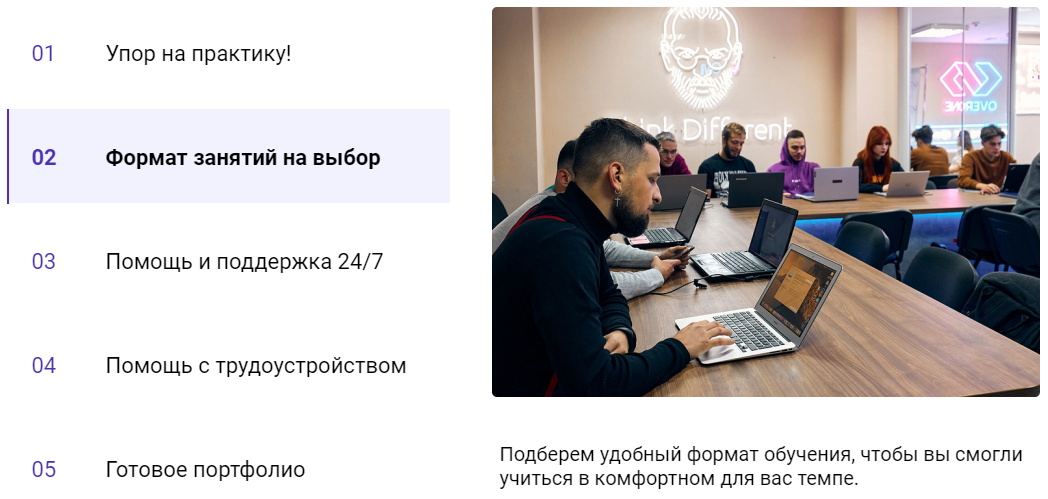 01 Упор на практику!
02 Формат занятий на выбор
03 Помощь и поддержка 24/7
04 Помощь с трудоустройством
05 Готовое портфолио
Think Different
OVERONE
Подберем удобный формат обучения, чтобы вы смогли
учиться в комфортном для вас темпе.